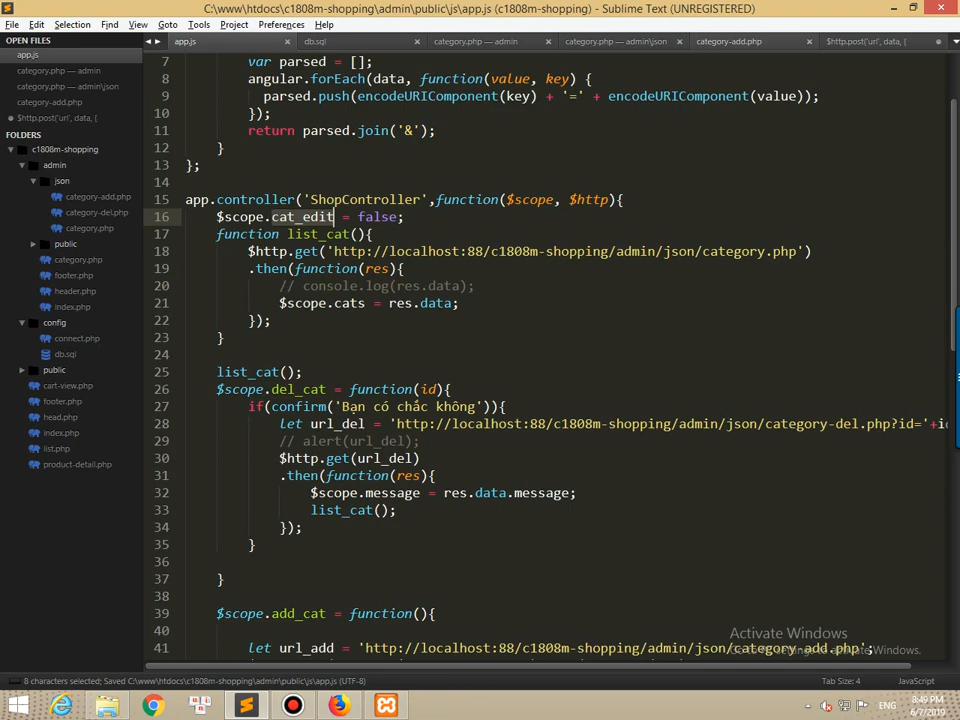 C:\www\htdocs\c1808m-shopping\admin\public\js\app.js (c1808m-shopping) - Sublime Text (UNREGISTERED)
File Edit Selection Find View Goto Tools Project Preferences Help
OPEN FILES
app.js
category.php — admin
category.php — admin\json
category-add.php
$http.post('url', data, [
FOLDERS
c1808m-shopping
admin
json
category-add.php
category-del.php
category.php
public
category.php
footer.php
header.php
index.php
config
connect.php
db.sql
public
cart-view.php
footer.php
head.php
index.php
list.php
product-detail.php
app.js × db.sql × category.php — admin × category.php — admin\json × category-add.php × $http.post('url', data, [
7 var parsed = [];
8 angular.forEach(data, function(value, key) {
9 parsed.push(encodeURIComponent(key) + '=' + encodeURIComponent(value));
10 });
11 return parsed.join('&');
12 }
13 };
14
15 app.controller('ShopController',function($scope, $http){
16 $scope.cat_edit = false;
17 function list_cat(){
18 $http.get('http://localhost:88/c1808m-shopping/admin/json/category.php')
19 .then(function(res){
20 // console.log(res.data);
21 $scope.cats = res.data;
22 });
23 }
24
25 list_cat();
26 $scope.del_cat = function(id){
27 if(confirm('Bạn có chắc không')){
28 let url_del = 'http://localhost:88/c1808m-shopping/admin/json/category-del.php?id='+id
29 // alert(url_del);
30 $http.get(url_del)
31 .then(function(res){
32 $scope.message = res.data.message;
33 list_cat();
34 });
35 }
36
37 }
38
39 $scope.add_cat = function(){
40
41 let url_add = 'http://localhost:88/c1808m-shopping/admin/json/category-add.php';
Activate Windows
Go to settings to activate Windows.
8 characters selected; Saved C:\www\htdocs\c1808m-shopping\admin\public\js\app.js (UTF-8)
Tab Size: 4 JavaScript
ENG
8:49 PM
6/7/2019